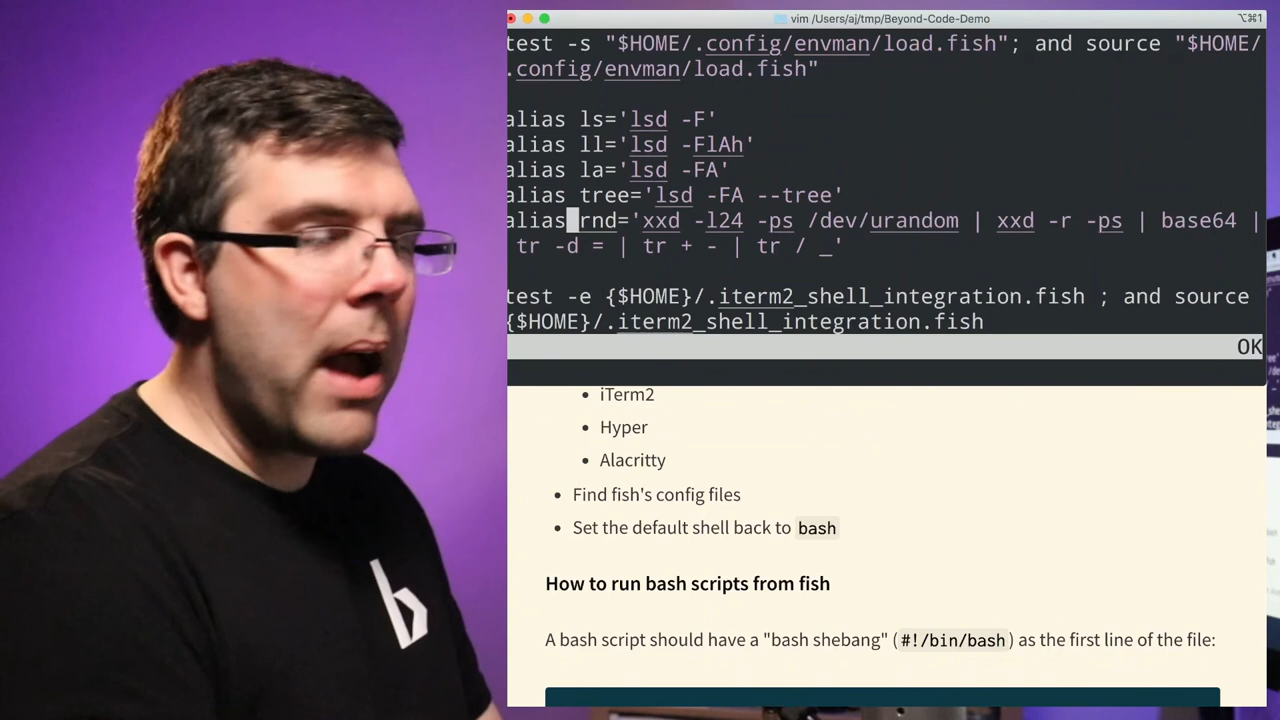 vim /Users/aj/tmp/Beyond-Code-Demo
⌥⌘1
test -s "$HOME/.config/envman/load.fish"; and source "$HOME/
.config/envman/load.fish"
alias ls='lsd -F'
alias ll='lsd -FlAh'
alias la='lsd -FA'
alias tree='lsd -FA --tree'
alias rnd='xxd -l24 -ps /dev/urandom | xxd -r -ps | base64 |
tr -d = | tr + - | tr / _'
test -e {$HOME}/.iterm2_shell_integration.fish ; and source
{$HOME}/.iterm2_shell_integration.fish
OK
• iTerm2
• Hyper
• Alacritty
• Find fish's config files
• Set the default shell back to bash
How to run bash scripts from fish
A bash script should have a "bash shebang" (#!/bin/bash) as the first line of the file:
b